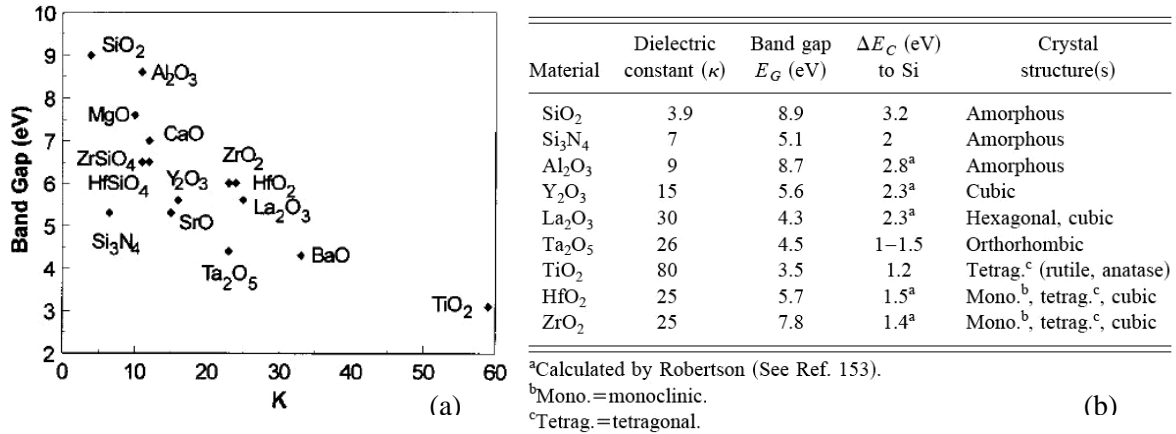 10
9
8
7
6
5
4
3
2
Band Gap (eV)
SiO₂
Al₂O₃
MgO
CaO
ZrSiO₄
ZrO₂
HfSiO₄
Y₂O₃
HfO₂
La₂O₃
SrO
Si₃N₄
Ta₂O₅
BaO
TiO₂
0 10 20 30 40 50 60
K
(a)
Dielectric Band gap ΔE_C (eV) Crystal
Material constant (κ) E_G (eV) to Si structure(s)
SiO₂ 3.9 8.9 3.2 Amorphous
Si₃N₄ 7 5.1 2 Amorphous
Al₂O₃ 9 8.7 2.8ᵃ Amorphous
Y₂O₃ 15 5.6 2.3ᵃ Cubic
La₂O₃ 30 4.3 2.3ᵃ Hexagonal, cubic
Ta₂O₅ 26 4.5 1–1.5 Orthorhombic
TiO₂ 80 3.5 1.2 Tetrag.ᶜ (rutile, anatase)
HfO₂ 25 5.7 1.5ᵃ Mono.ᵇ, tetrag.ᶜ, cubic
ZrO₂ 25 7.8 1.4ᵃ Mono.ᵇ, tetrag.ᶜ, cubic
ᵃCalculated by Robertson (See Ref. 153).
ᵇMono.=monoclinic.
ᶜTetrag.=tetragonal.
(b)